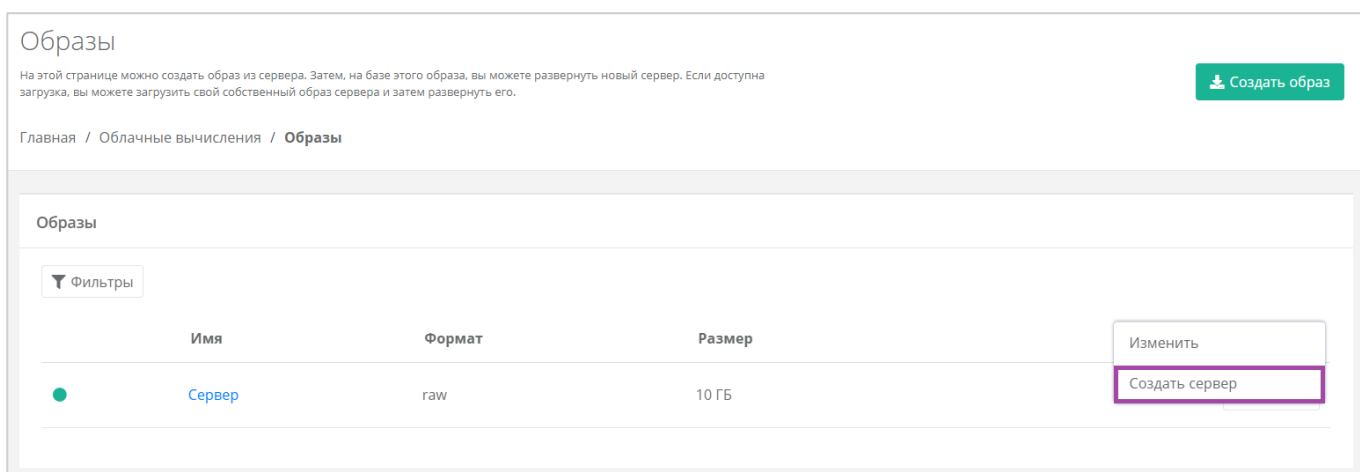 Образы
На этой странице можно создать образ из сервера. Затем, на базе этого образа, вы можете развернуть новый сервер. Если доступна
загрузка, вы можете загрузить свой собственный образ сервера и затем развернуть его.
Создать образ
Главная / Облачные вычисления / Образы
Образы
Фильтры
Имя Формат Размер
Изменить
Создать сервер
Сервер raw 10 ГБ